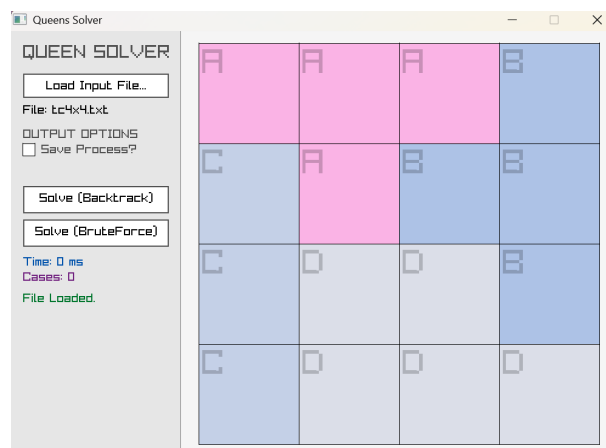 Queens Solver
QUEEN SOLVER
Load Input File...
File: tc4x4.txt
OUTPUT OPTIONS
Save Process?
Solve (Backtrack)
Solve (BruteForce)
Time: 0 ms
Cases: 0
File Loaded.
A A A B
C A B B
C D D B
C D D D